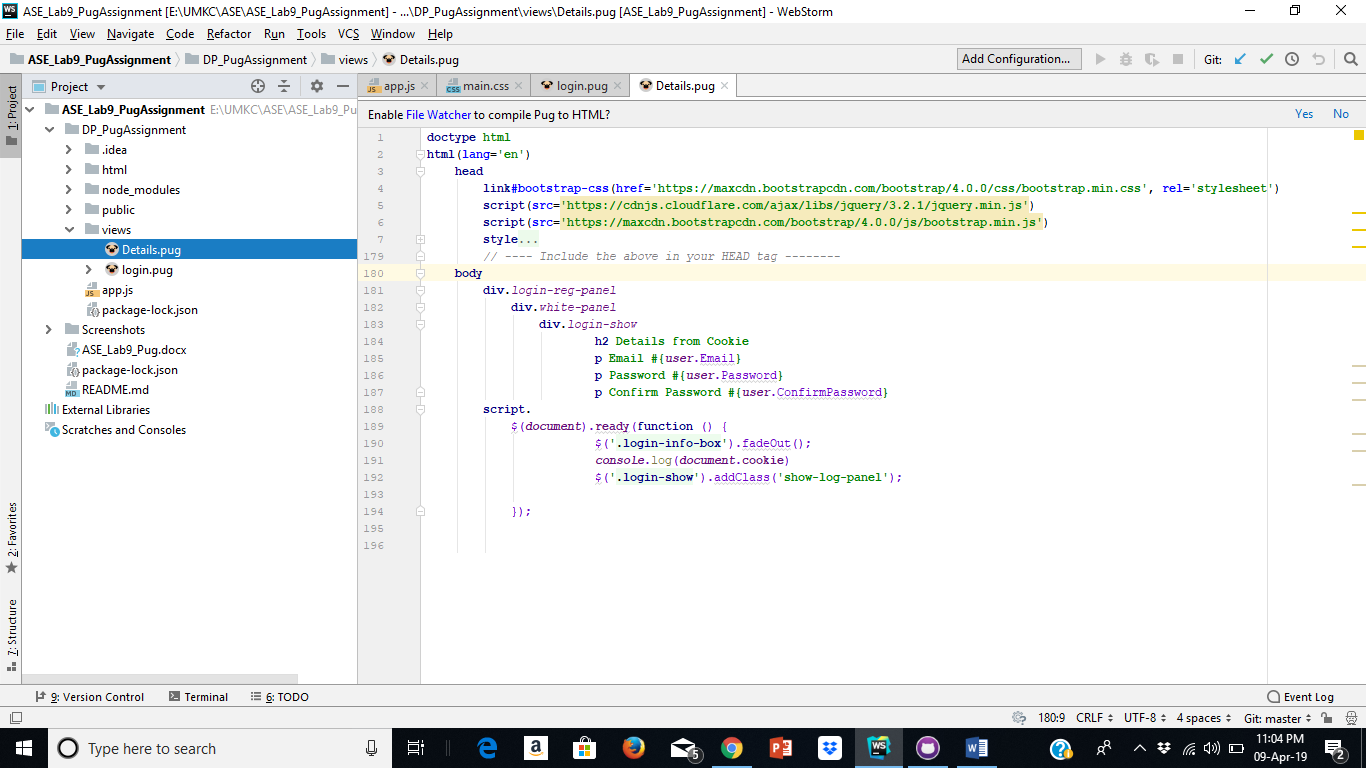 ASE_Lab9_PugAssignment [E:\UMKC\ASE\ASE_Lab9_PugAssignment] - ...\DP_PugAssignment\views\Details.pug [ASE_Lab9_PugAssignment] - WebStorm
File Edit View Navigate Code Refactor Run Tools VCS Window Help
ASE_Lab9_PugAssignment DP_PugAssignment views Details.pug Add Configuration... Git:
1: Project
Project
app.js main.css login.pug Details.pug
ASE_Lab9_PugAssignment E:\UMKC\ASE\ASE_Lab9_Pu
DP_PugAssignment
.idea
html
node_modules
public
views
Details.pug
login.pug
app.js
package-lock.json
Screenshots
ASE_Lab9_Pug.docx
package-lock.json
README.md
External Libraries
Scratches and Consoles
2: Favorites
7: Structure
Enable File Watcher to compile Pug to HTML? Yes No
1 doctype html
2 html(lang='en')
3 head
4 link#bootstrap-css(href='https://maxcdn.bootstrapcdn.com/bootstrap/4.0.0/css/bootstrap.min.css', rel='stylesheet')
5 script(src='https://cdnjs.cloudflare.com/ajax/libs/jquery/3.2.1/jquery.min.js')
6 script(src='https://maxcdn.bootstrapcdn.com/bootstrap/4.0.0/js/bootstrap.min.js')
7 style...
179 // ---- Include the above in your HEAD tag --------
180 body
181 div.login-reg-panel
182 div.white-panel
183 div.login-show
184 h2 Details from Cookie
185 p Email #{user.Email}
186 p Password #{user.Password}
187 p Confirm Password #{user.ConfirmPassword}
188 script.
189 $(document).ready(function () {
190 $('.login-info-box').fadeOut();
191 console.log(document.cookie)
192 $('.login-show').addClass('show-log-panel');
193
194 });
195
196
9: Version Control Terminal 6: TODO Event Log
180:9 CRLF UTF-8 4 spaces Git: master
Type here to search
5
11:04 PM
09-Apr-19
2